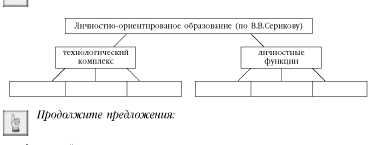 Личностно-ориентированое образование (по В.В.Серикову)
технологический
комплекс
личностные
функции
Продолжите предложения: